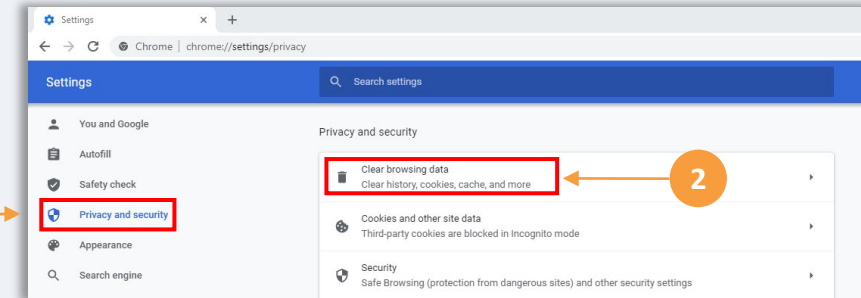 Settings
Chrome | chrome://settings/privacy
Settings
Search settings
You and Google
Autofill
Safety check
Privacy and security
Appearance
Search engine
Privacy and security
Clear browsing data
Clear history, cookies, cache, and more
2
Cookies and other site data
Third-party cookies are blocked in Incognito mode
Security
Safe Browsing (protection from dangerous sites) and other security settings